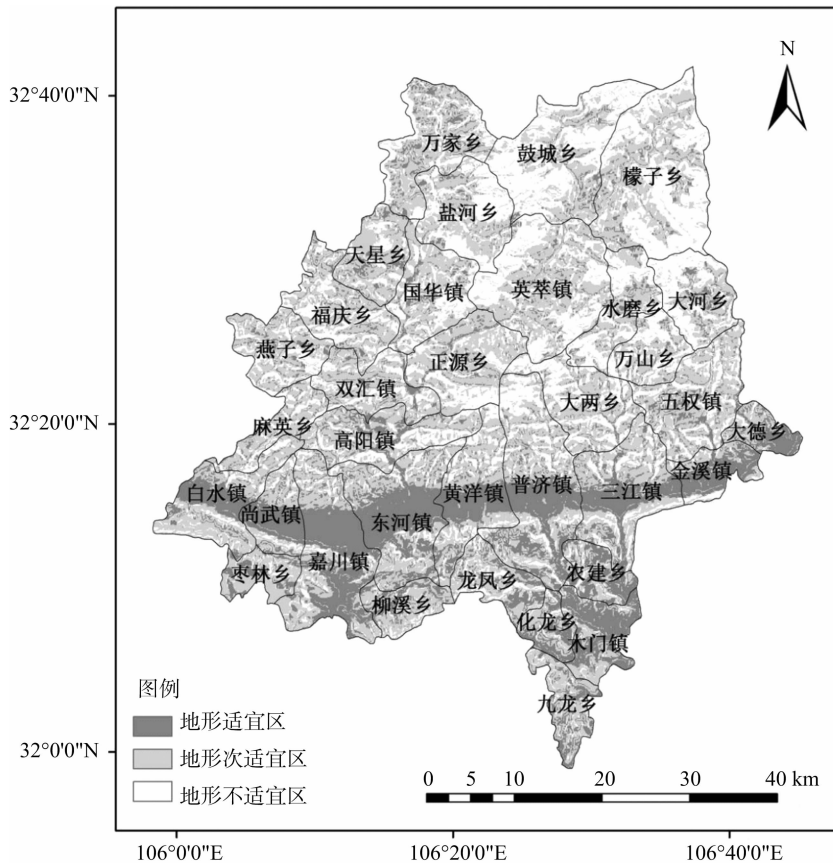 N
32°40'0"N
万家乡
鼓城乡
檬子乡
盐河乡
天星乡
国华镇
英萃镇
水磨乡
大河乡
福庆乡
燕子乡
正源乡
万山乡
双汇镇
大两乡
五权镇
32°20'0"N
麻英乡
高阳镇
大德乡
金溪镇
白水镇
尚武镇
东河镇
黄洋镇
普济镇
三江镇
嘉川镇
枣林乡
柳溪乡
龙凤乡
农建乡
化龙乡
木门镇
九龙乡
图例
地形适宜区
地形次适宜区
地形不适宜区
32°0'0"N
0 5 10 20 30 40 km
106°0'0"E 106°20'0"E 106°40'0"E